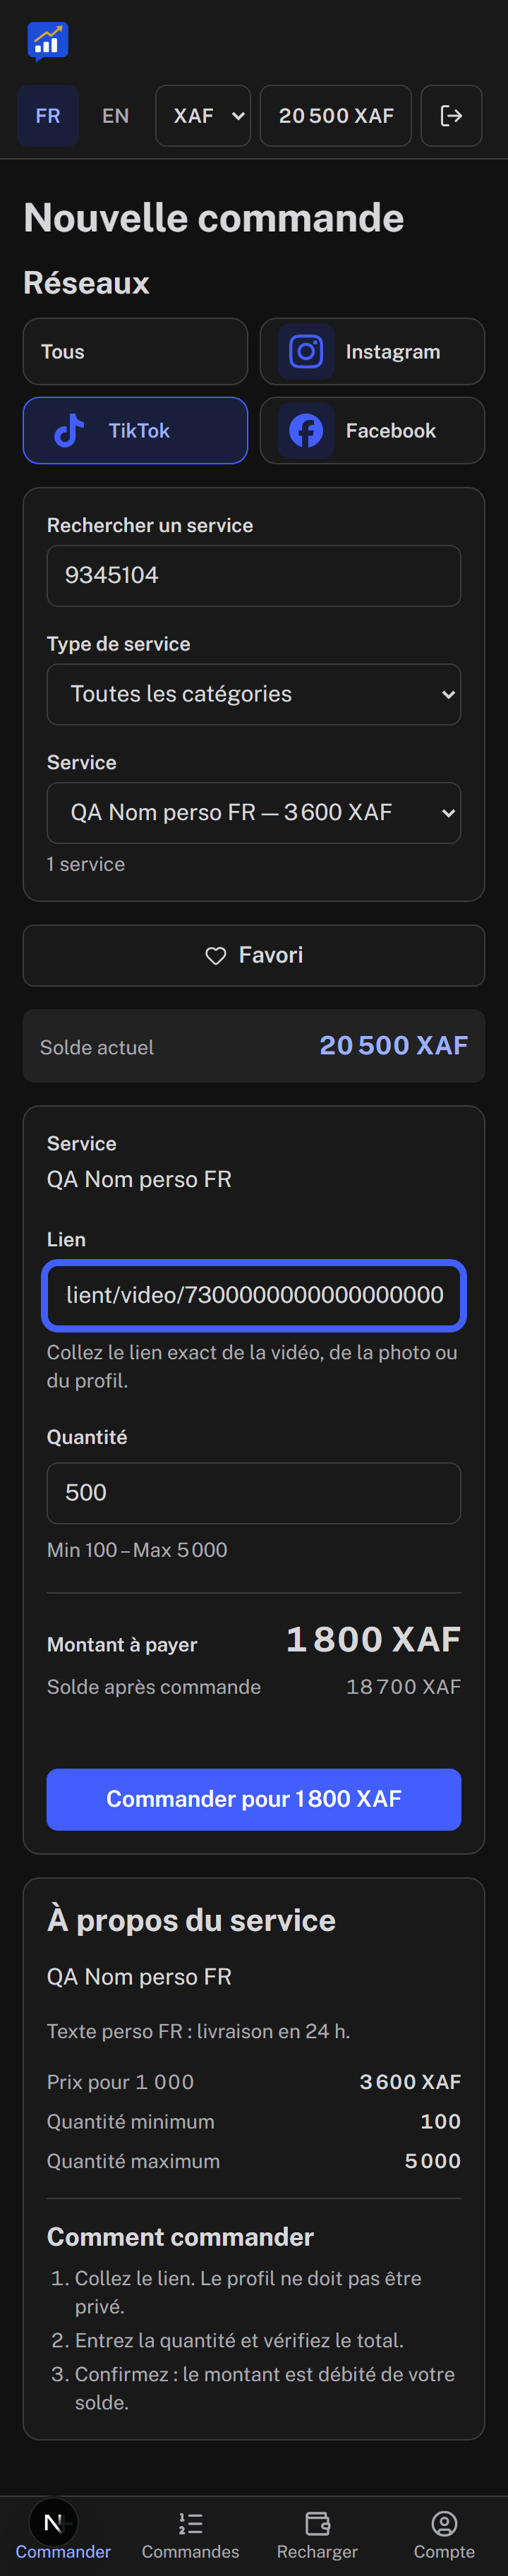 FR EN XAF 20 500 XAF
Nouvelle commande
Réseaux
Tous Instagram
TikTok Facebook
Rechercher un service
9345104
Type de service
Toutes les catégories
Service
QA Nom perso FR — 3 600 XAF
1 service
Favori
Solde actuel 20 500 XAF
Service
QA Nom perso FR
Lien
lient/video/7300000000000000000
Collez le lien exact de la vidéo, de la photo ou
du profil.
Quantité
500
Min 100 – Max 5 000
Montant à payer 1 800 XAF
Solde après commande 18 700 XAF
Commander pour 1 800 XAF
À propos du service
QA Nom perso FR
Texte perso FR : livraison en 24 h.
Prix pour 1 000 3 600 XAF
Quantité minimum 100
Quantité maximum 5 000
Comment commander
1. Collez le lien. Le profil ne doit pas être
privé.
2. Entrez la quantité et vérifiez le total.
3. Confirmez : le montant est débité de votre
solde.
N
Commander Commandes Recharger Compte